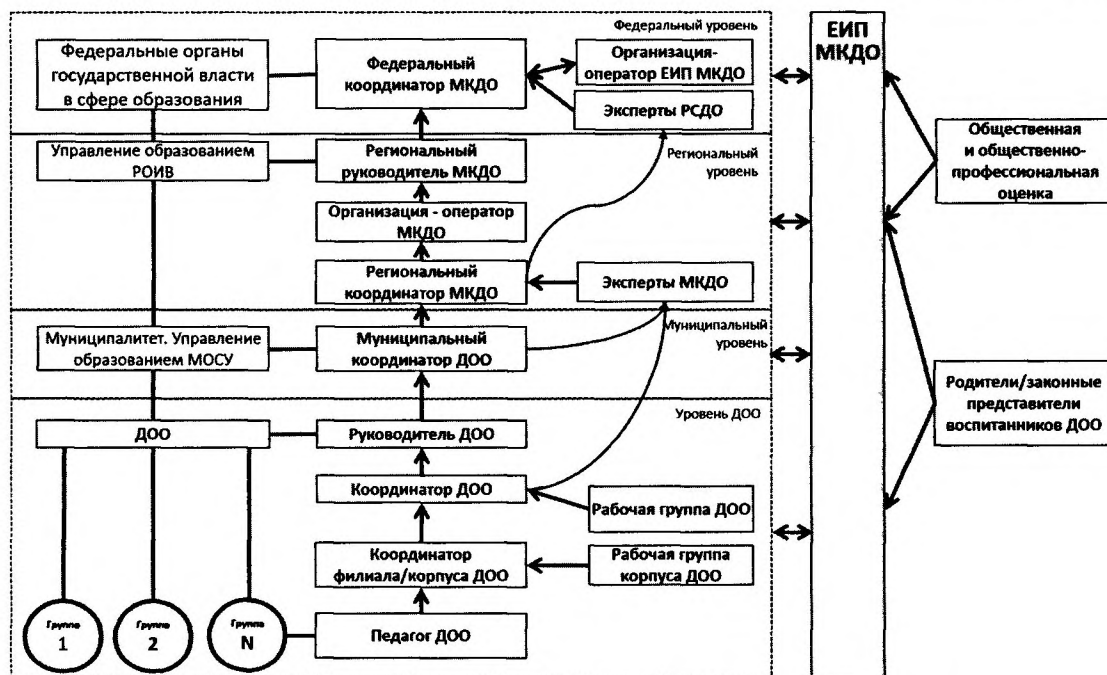 Федеральный уровень
Федеральные органы
государственной власти
в сфере образования
Федеральный
координатор МКДО
Организация-
оператор ЕИП МКДО
Эксперты РСДО
ЕИП
МКДО
Общественная
и общественно-
профессиональная
оценка
Управление образованием
РОИВ
Региональный
руководитель МКДО
Региональный
уровень
Организация - оператор
МКДО
Региональный
координатор МКДО
Эксперты МКДО
Муниципалитет. Управление
образованием МОСУ
Муниципальный
координатор ДОО
Муниципальный
уровень
Родители/законные
представители
воспитанников ДОО
Уровень ДОО
ДОО
Руководитель ДОО
Координатор ДОО
Рабочая группа ДОО
Координатор
филиала/корпуса ДОО
Рабочая группа
корпуса ДОО
Группа
1
Группа
2
Группа
N
Педагог ДОО